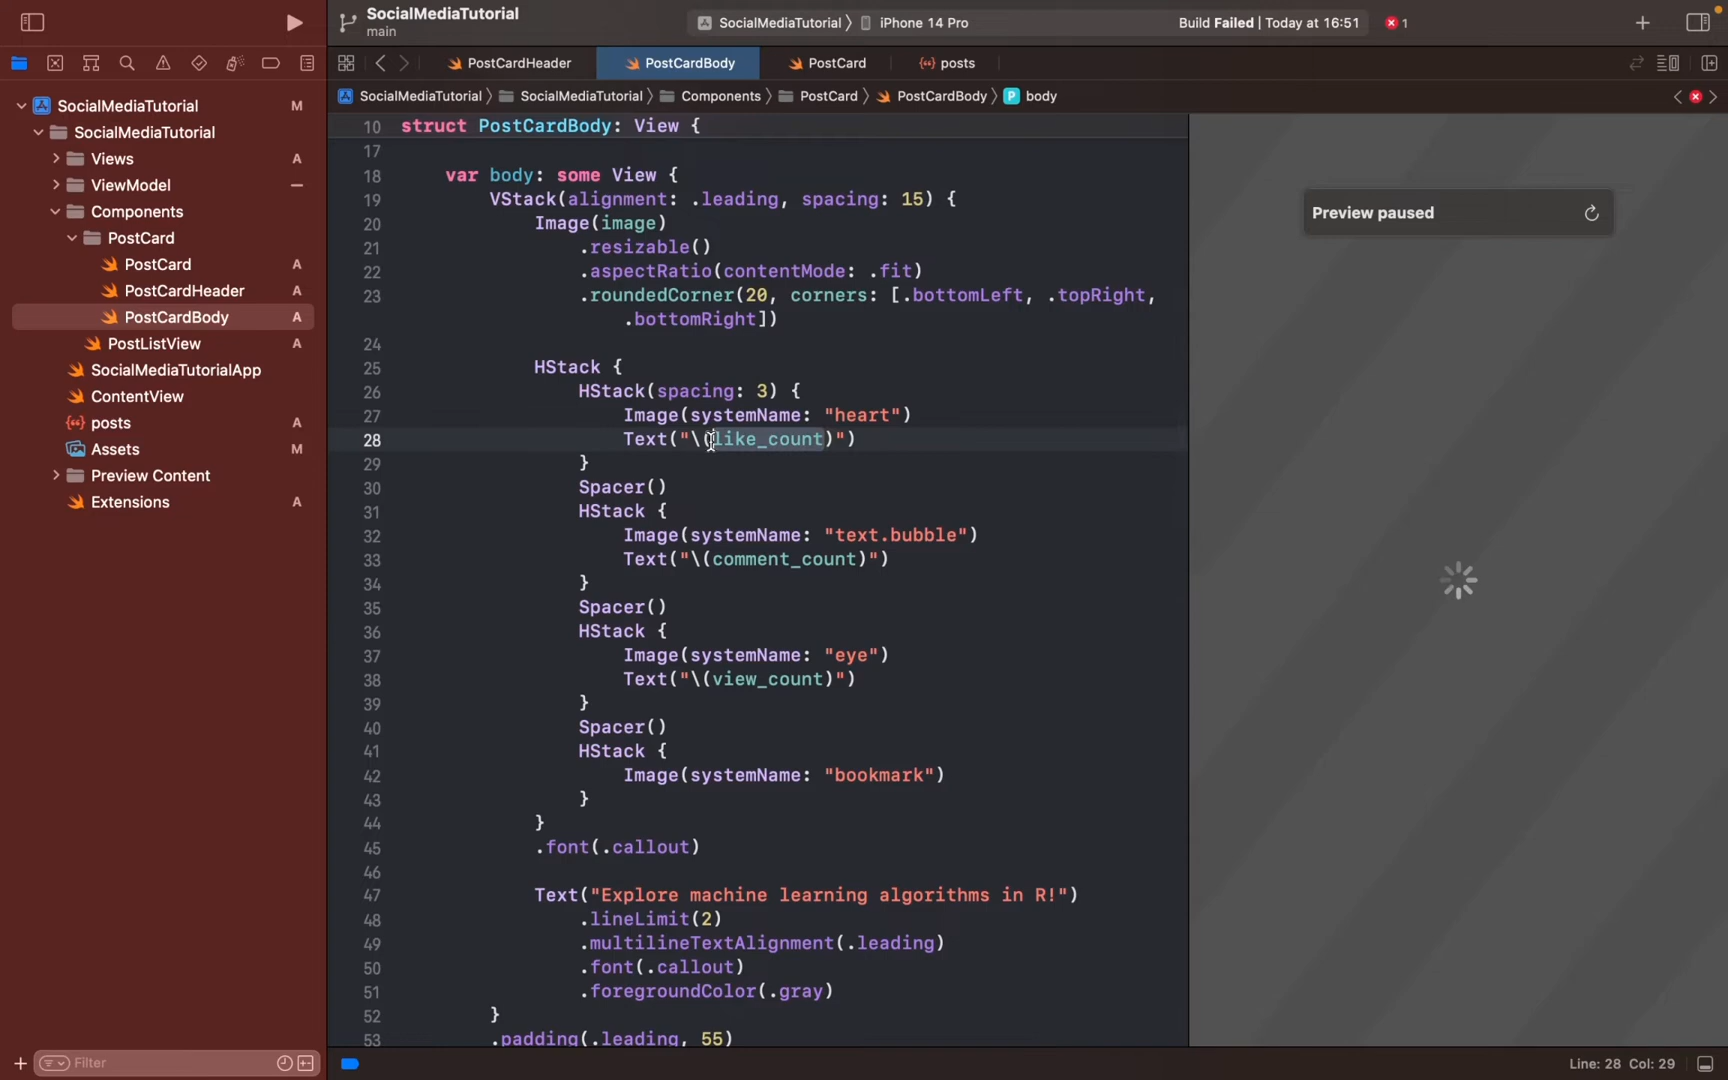 SocialMediaTutorial
main
SocialMediaTutorial
iPhone 14 Pro
Build Failed | Today at 16:51
1
PostCardHeader
PostCardBody
PostCard
posts
SocialMediaTutorial
SocialMediaTutorial
Components
PostCard
PostCardBody
P body
SocialMediaTutorial M
SocialMediaTutorial
Views A
ViewModel
Components
PostCard
PostCard A
PostCardHeader A
PostCardBody A
PostListView A
SocialMediaTutorialApp
ContentView
posts A
Assets A
Preview Content
Extensions A
Filter
10 struct PostCardBody: View {
17
18 var body: some View {
19 VStack(alignment: .leading, spacing: 15) {
20 Image(image)
21 .resizable()
22 .aspectRatio(contentMode: .fit)
23 .roundedCorner(20, corners: [.bottomLeft, .topRight,
.bottomRight])
24
25 HStack {
26 HStack(spacing: 3) {
27 Image(systemName: "heart")
28 Text("\(like_count)")
29 }
30 Spacer()
31 HStack {
32 Image(systemName: "text.bubble")
33 Text("\(comment_count)")
34 }
35 Spacer()
36 HStack {
37 Image(systemName: "eye")
38 Text("\(view_count)")
39 }
40 Spacer()
41 HStack {
42 Image(systemName: "bookmark")
43 }
44 }
45 .font(.callout)
46
47 Text("Explore machine learning algorithms in R!")
48 .lineLimit(2)
49 .multilineTextAlignment(.leading)
50 .font(.callout)
51 .foregroundColor(.gray)
52 }
53 .padding(.leading, 55)
Preview paused
Line: 28 Col: 29